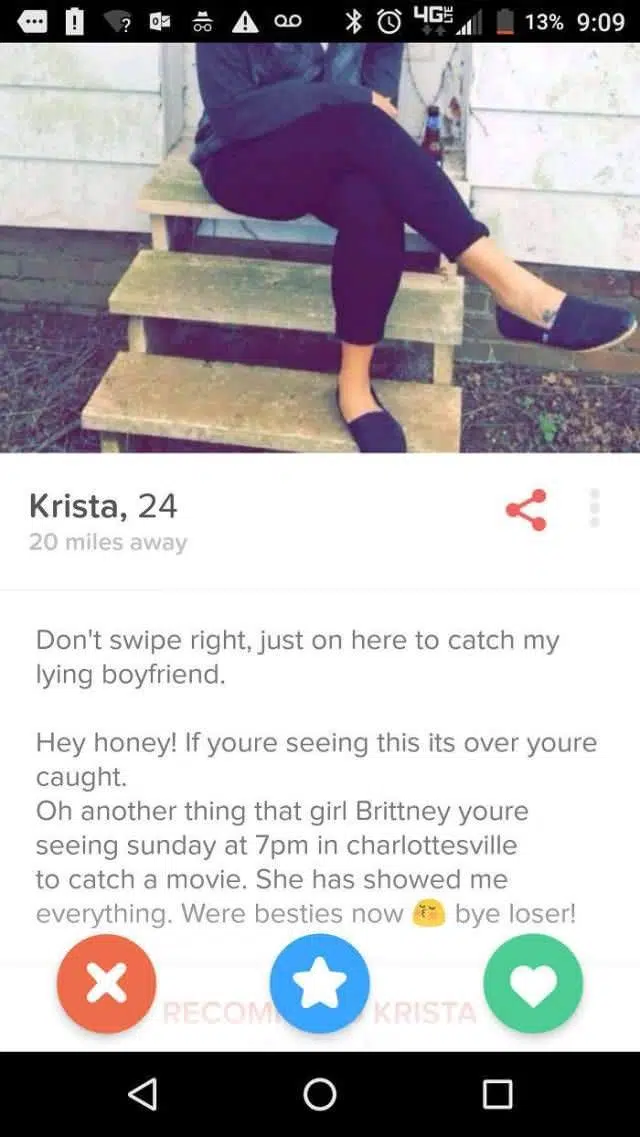 4G LTE 13% 9:09
Krista, 24
20 miles away
Don't swipe right, just on here to catch my
lying boyfriend.
Hey honey! If youre seeing this its over youre
caught.
Oh another thing that girl Brittney youre
seeing sunday at 7pm in charlottesville
to catch a movie. She has showed me
everything. Were besties now 😚 bye loser!
RECOM KRISTA